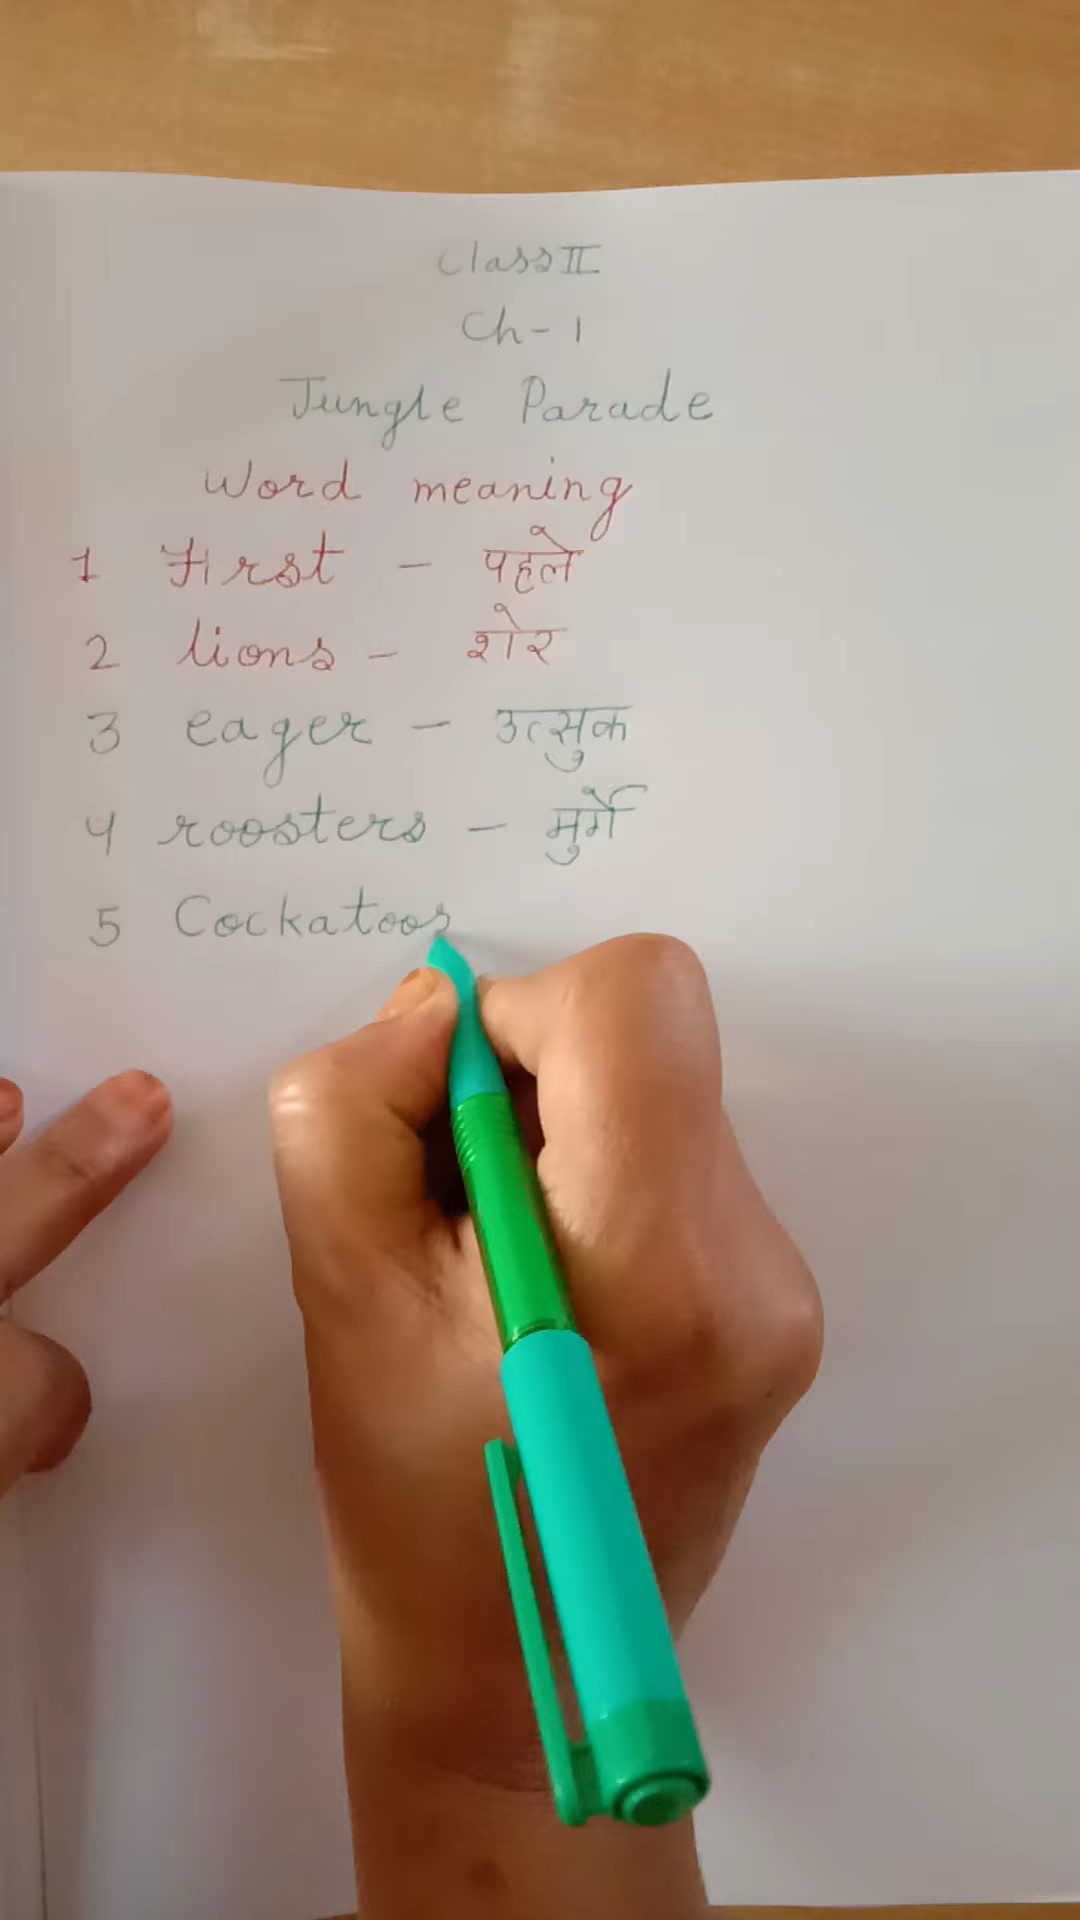 Class II
Ch-1
Jungle Parade
Word meaning
1 First - पहले
2 lions - शेर
3 eager - उत्सुक
4 roosters - मुर्गे
5 Cockatoos